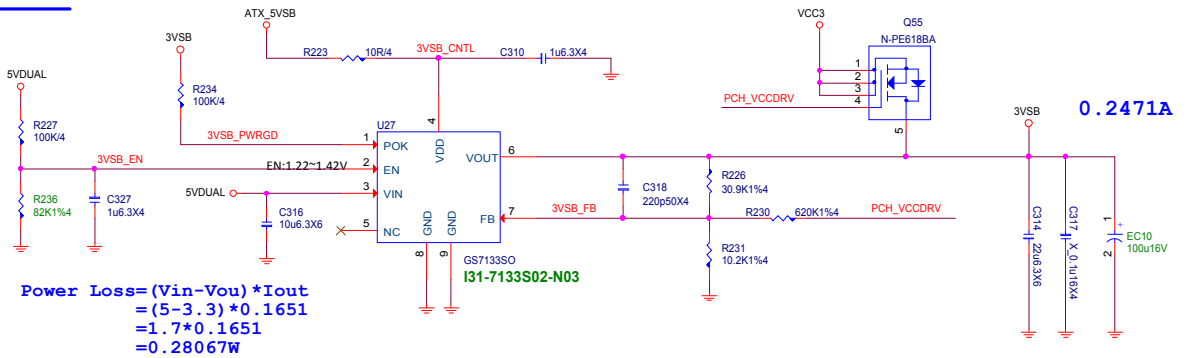 ATX_5VSB
VCC3
Q55
N-PE618BA
3VSB
R223
10R/4
3VSB_CNTL
C310
1u6.3X4
5VDUAL
R234
100K/4
1
2
3
4
PCH_VCCDRV
5
3VSB
0.2471A
R227
100K/4
3VSB_PWRGD
U27
4
1
POK
VDD
VOUT
6
3VSB_EN
EN:1.22~1.42V
2
EN
R236
82K1%4
C327
1u6.3X4
5VDUAL
3
VIN
C318
220p50X4
R226
30.9K1%4
C316
10u6.3X6
5
NC
GND
GND
FB
7
3VSB_FB
R230
620K1%4
PCH_VCCDRV
8
9
GS7133SO
I31-7133S02-N03
R231
10.2K1%4
C314
22u6.3X6
C317
X_0.1u16X4
1
+
2
EC10
100u16V
Power Loss=(Vin-Vou)*Iout
=(5-3.3)*0.1651
=1.7*0.1651
=0.28067W